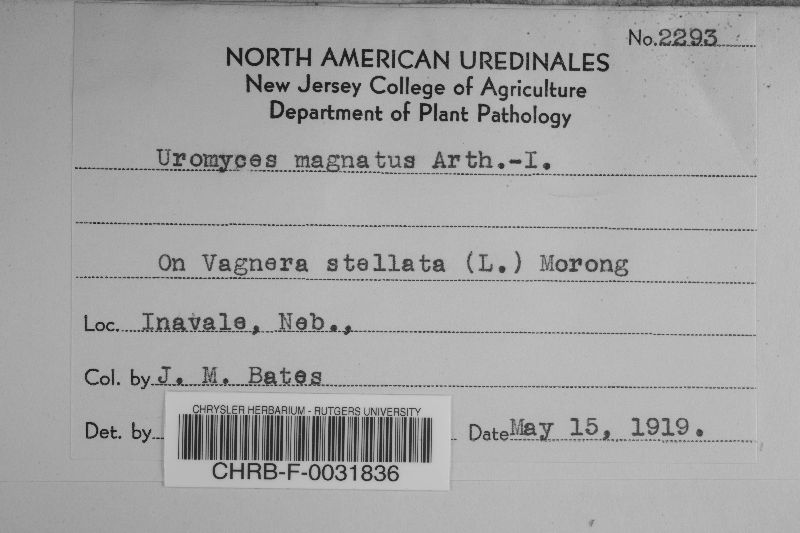 No. 2293
NORTH AMERICAN UREDINALES
New Jersey College of Agriculture
Department of Plant Pathology
Uromyces magnatus Arth.-I.
On Vagnera stellata (L.) Morong
Loc. Inavale, Neb.,
Col. by J. M. Bates
Det. by
Date May 15, 1919.
CHRYSLER HERBARIUM - RUTGERS UNIVERSITY
CHRB-F-0031836